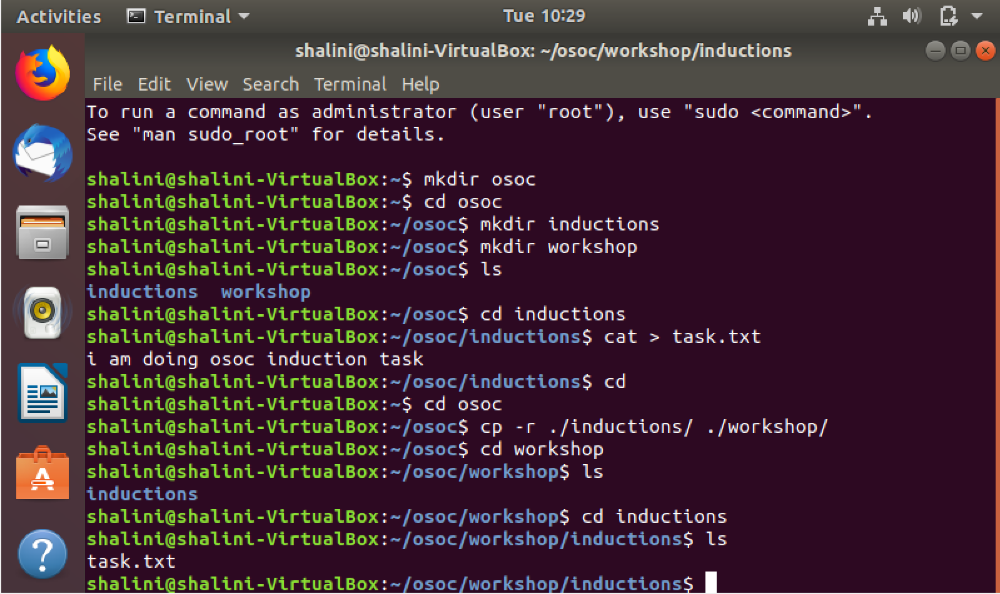 Activities Terminal Tue 10:29
shalini@shalini-VirtualBox: ~/osoc/workshop/inductions
File Edit View Search Terminal Help
To run a command as administrator (user "root"), use "sudo <command>".
See "man sudo_root" for details.
shalini@shalini-VirtualBox:~$ mkdir osoc
shalini@shalini-VirtualBox:~$ cd osoc
shalini@shalini-VirtualBox:~/osoc$ mkdir inductions
shalini@shalini-VirtualBox:~/osoc$ mkdir workshop
shalini@shalini-VirtualBox:~/osoc$ ls
inductions  workshop
shalini@shalini-VirtualBox:~/osoc$ cd inductions
shalini@shalini-VirtualBox:~/osoc/inductions$ cat > task.txt
i am doing osoc induction task
shalini@shalini-VirtualBox:~/osoc/inductions$ cd
shalini@shalini-VirtualBox:~$ cd osoc
shalini@shalini-VirtualBox:~/osoc$ cp -r ./inductions/ ./workshop/
shalini@shalini-VirtualBox:~/osoc$ cd workshop
shalini@shalini-VirtualBox:~/osoc/workshop$ ls
inductions
shalini@shalini-VirtualBox:~/osoc/workshop$ cd inductions
shalini@shalini-VirtualBox:~/osoc/workshop/inductions$ ls
task.txt
shalini@shalini-VirtualBox:~/osoc/workshop/inductions$